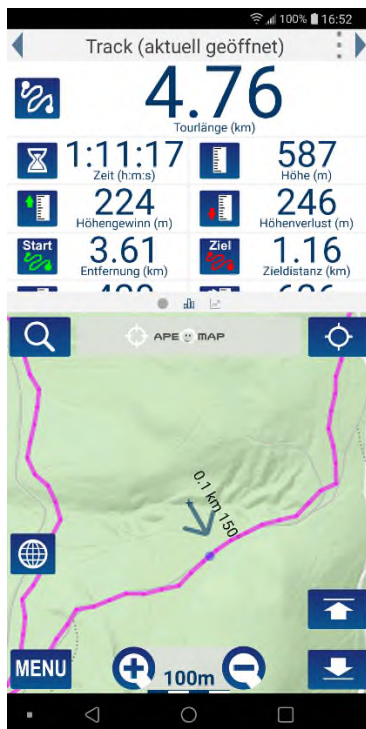 100% 16:52
Track (aktuell geöffnet)
4.76
Tourlänge (km)
1:11:17 587
Zeit (h:m:s) Höhe (m)
224 246
Höhengewinn (m) Höhenverlust (m)
Start 3.61 Ziel 1.16
Entfernung (km) Zieldistanz (km)
APE MAP
0.1 km 150
MENU 100m